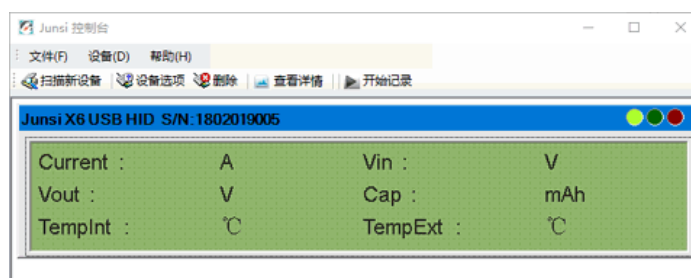 Junsi 控制台
文件(F) 设备(D) 帮助(H)
扫描新设备 设备选项 删除 查看详情 开始记录
Junsi X6 USB HID S/N:1802019005
Current : A Vin : V
Vout : V Cap : mAh
TempInt : ℃ TempExt : ℃